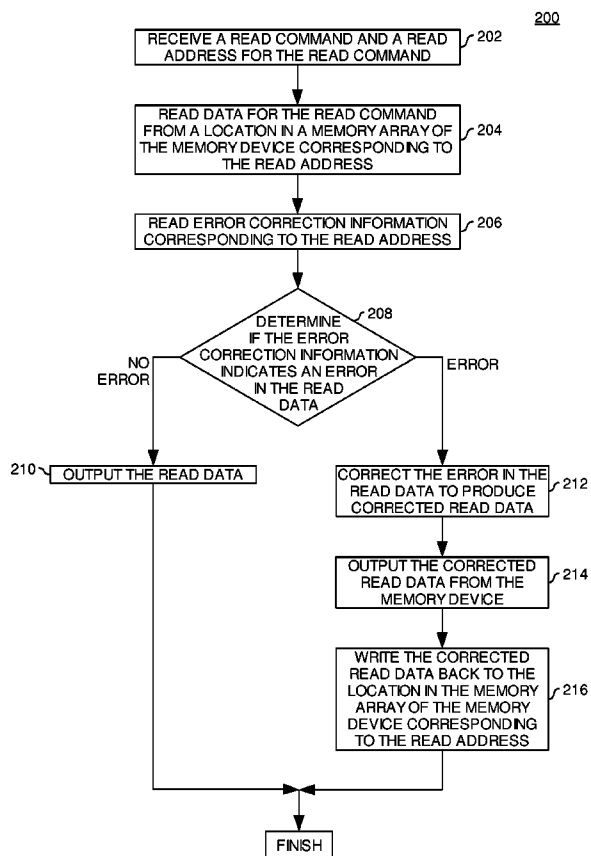 200
RECEIVE A READ COMMAND AND A READ
ADDRESS FOR THE READ COMMAND
202
READ DATA FOR THE READ COMMAND
FROM A LOCATION IN A MEMORY ARRAY OF
THE MEMORY DEVICE CORRESPONDING TO
THE READ ADDRESS
204
READ ERROR CORRECTION INFORMATION
CORRESPONDING TO THE READ ADDRESS
206
208
DETERMINE
IF THE ERROR
CORRECTION INFORMATION
INDICATES AN ERROR
IN THE READ
DATA
NO
ERROR
ERROR
210
OUTPUT THE READ DATA
CORRECT THE ERROR IN THE
READ DATA TO PRODUCE
CORRECTED READ DATA
212
OUTPUT THE CORRECTED
READ DATA FROM THE
MEMORY DEVICE
214
WRITE THE CORRECTED
READ DATA BACK TO THE
LOCATION IN THE MEMORY
ARRAY OF THE MEMORY
DEVICE CORRESPONDING
TO THE READ ADDRESS
216
FINISH